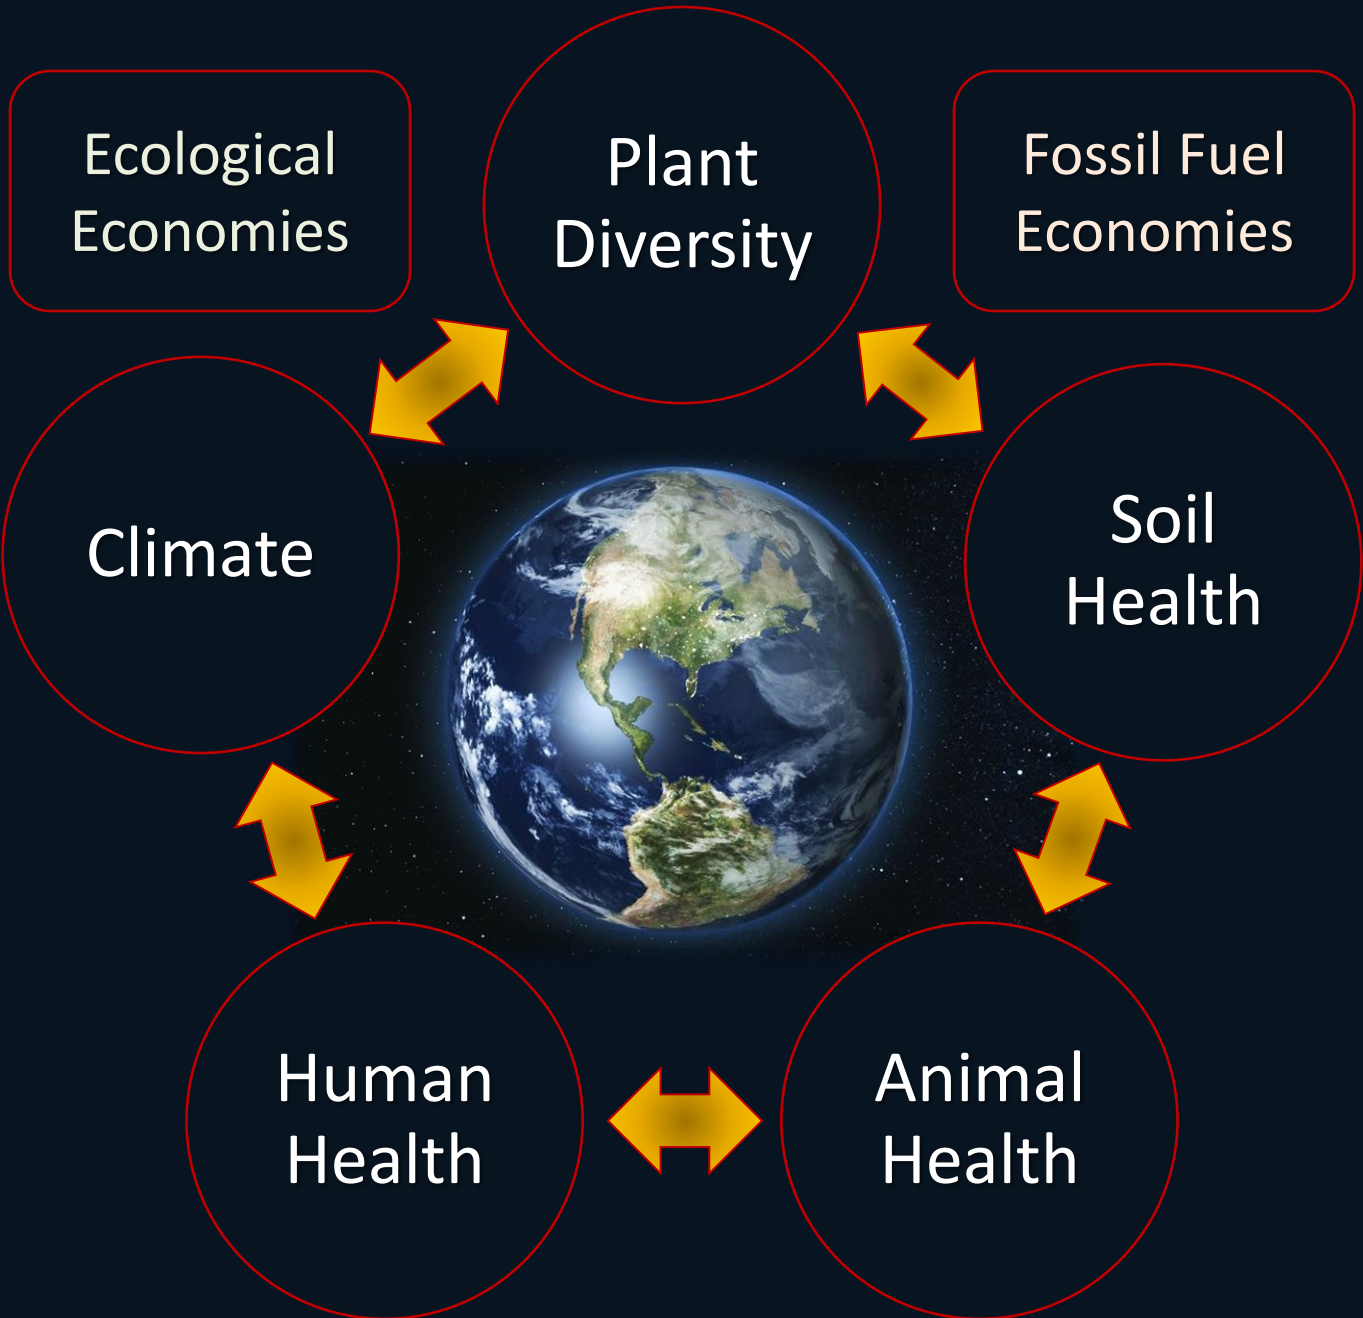 Ecological
Economies
Plant
Diversity
Fossil Fuel
Economies
Climate
Soil
Health
Human
Health
Animal
Health